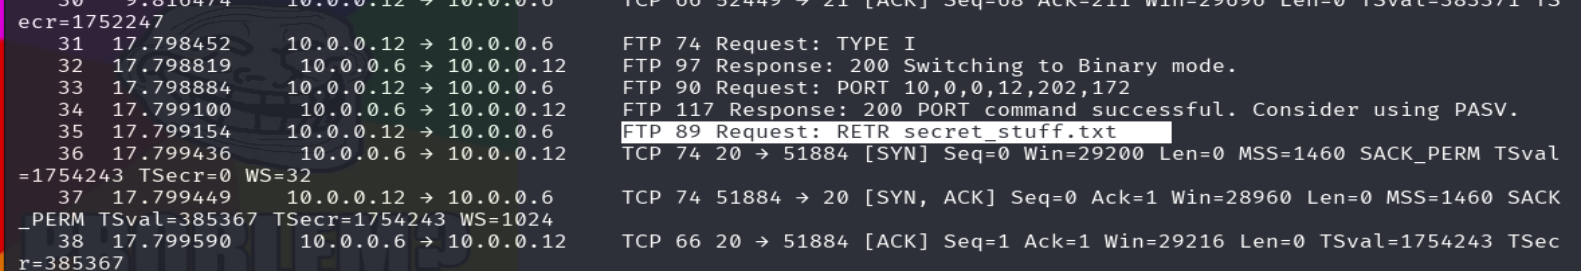 30 9.816474 10.0.0.12 → 10.0.0.6 TCP 66 52449 → 21 [ACK] Seq=68 Ack=211 Win=29696 Len=0 TSval=383371 TS
ecr=1752247
31 17.798452 10.0.0.12 → 10.0.0.6 FTP 74 Request: TYPE I
32 17.798819 10.0.0.6 → 10.0.0.12 FTP 97 Response: 200 Switching to Binary mode.
33 17.798884 10.0.0.12 → 10.0.0.6 FTP 90 Request: PORT 10,0,0,12,202,172
34 17.799100 10.0.0.6 → 10.0.0.12 FTP 117 Response: 200 PORT command successful. Consider using PASV.
35 17.799154 10.0.0.12 → 10.0.0.6 FTP 89 Request: RETR secret_stuff.txt
36 17.799436 10.0.0.6 → 10.0.0.12 TCP 74 20 → 51884 [SYN] Seq=0 Win=29200 Len=0 MSS=1460 SACK_PERM TSval
=1754243 TSecr=0 WS=32
37 17.799449 10.0.0.12 → 10.0.0.6 TCP 74 51884 → 20 [SYN, ACK] Seq=0 Ack=1 Win=28960 Len=0 MSS=1460 SACK
_PERM TSval=385367 TSecr=1754243 WS=1024
38 17.799590 10.0.0.6 → 10.0.0.12 TCP 66 20 → 51884 [ACK] Seq=1 Ack=1 Win=29216 Len=0 TSval=1754243 TSec
r=385367
PROBLEM?